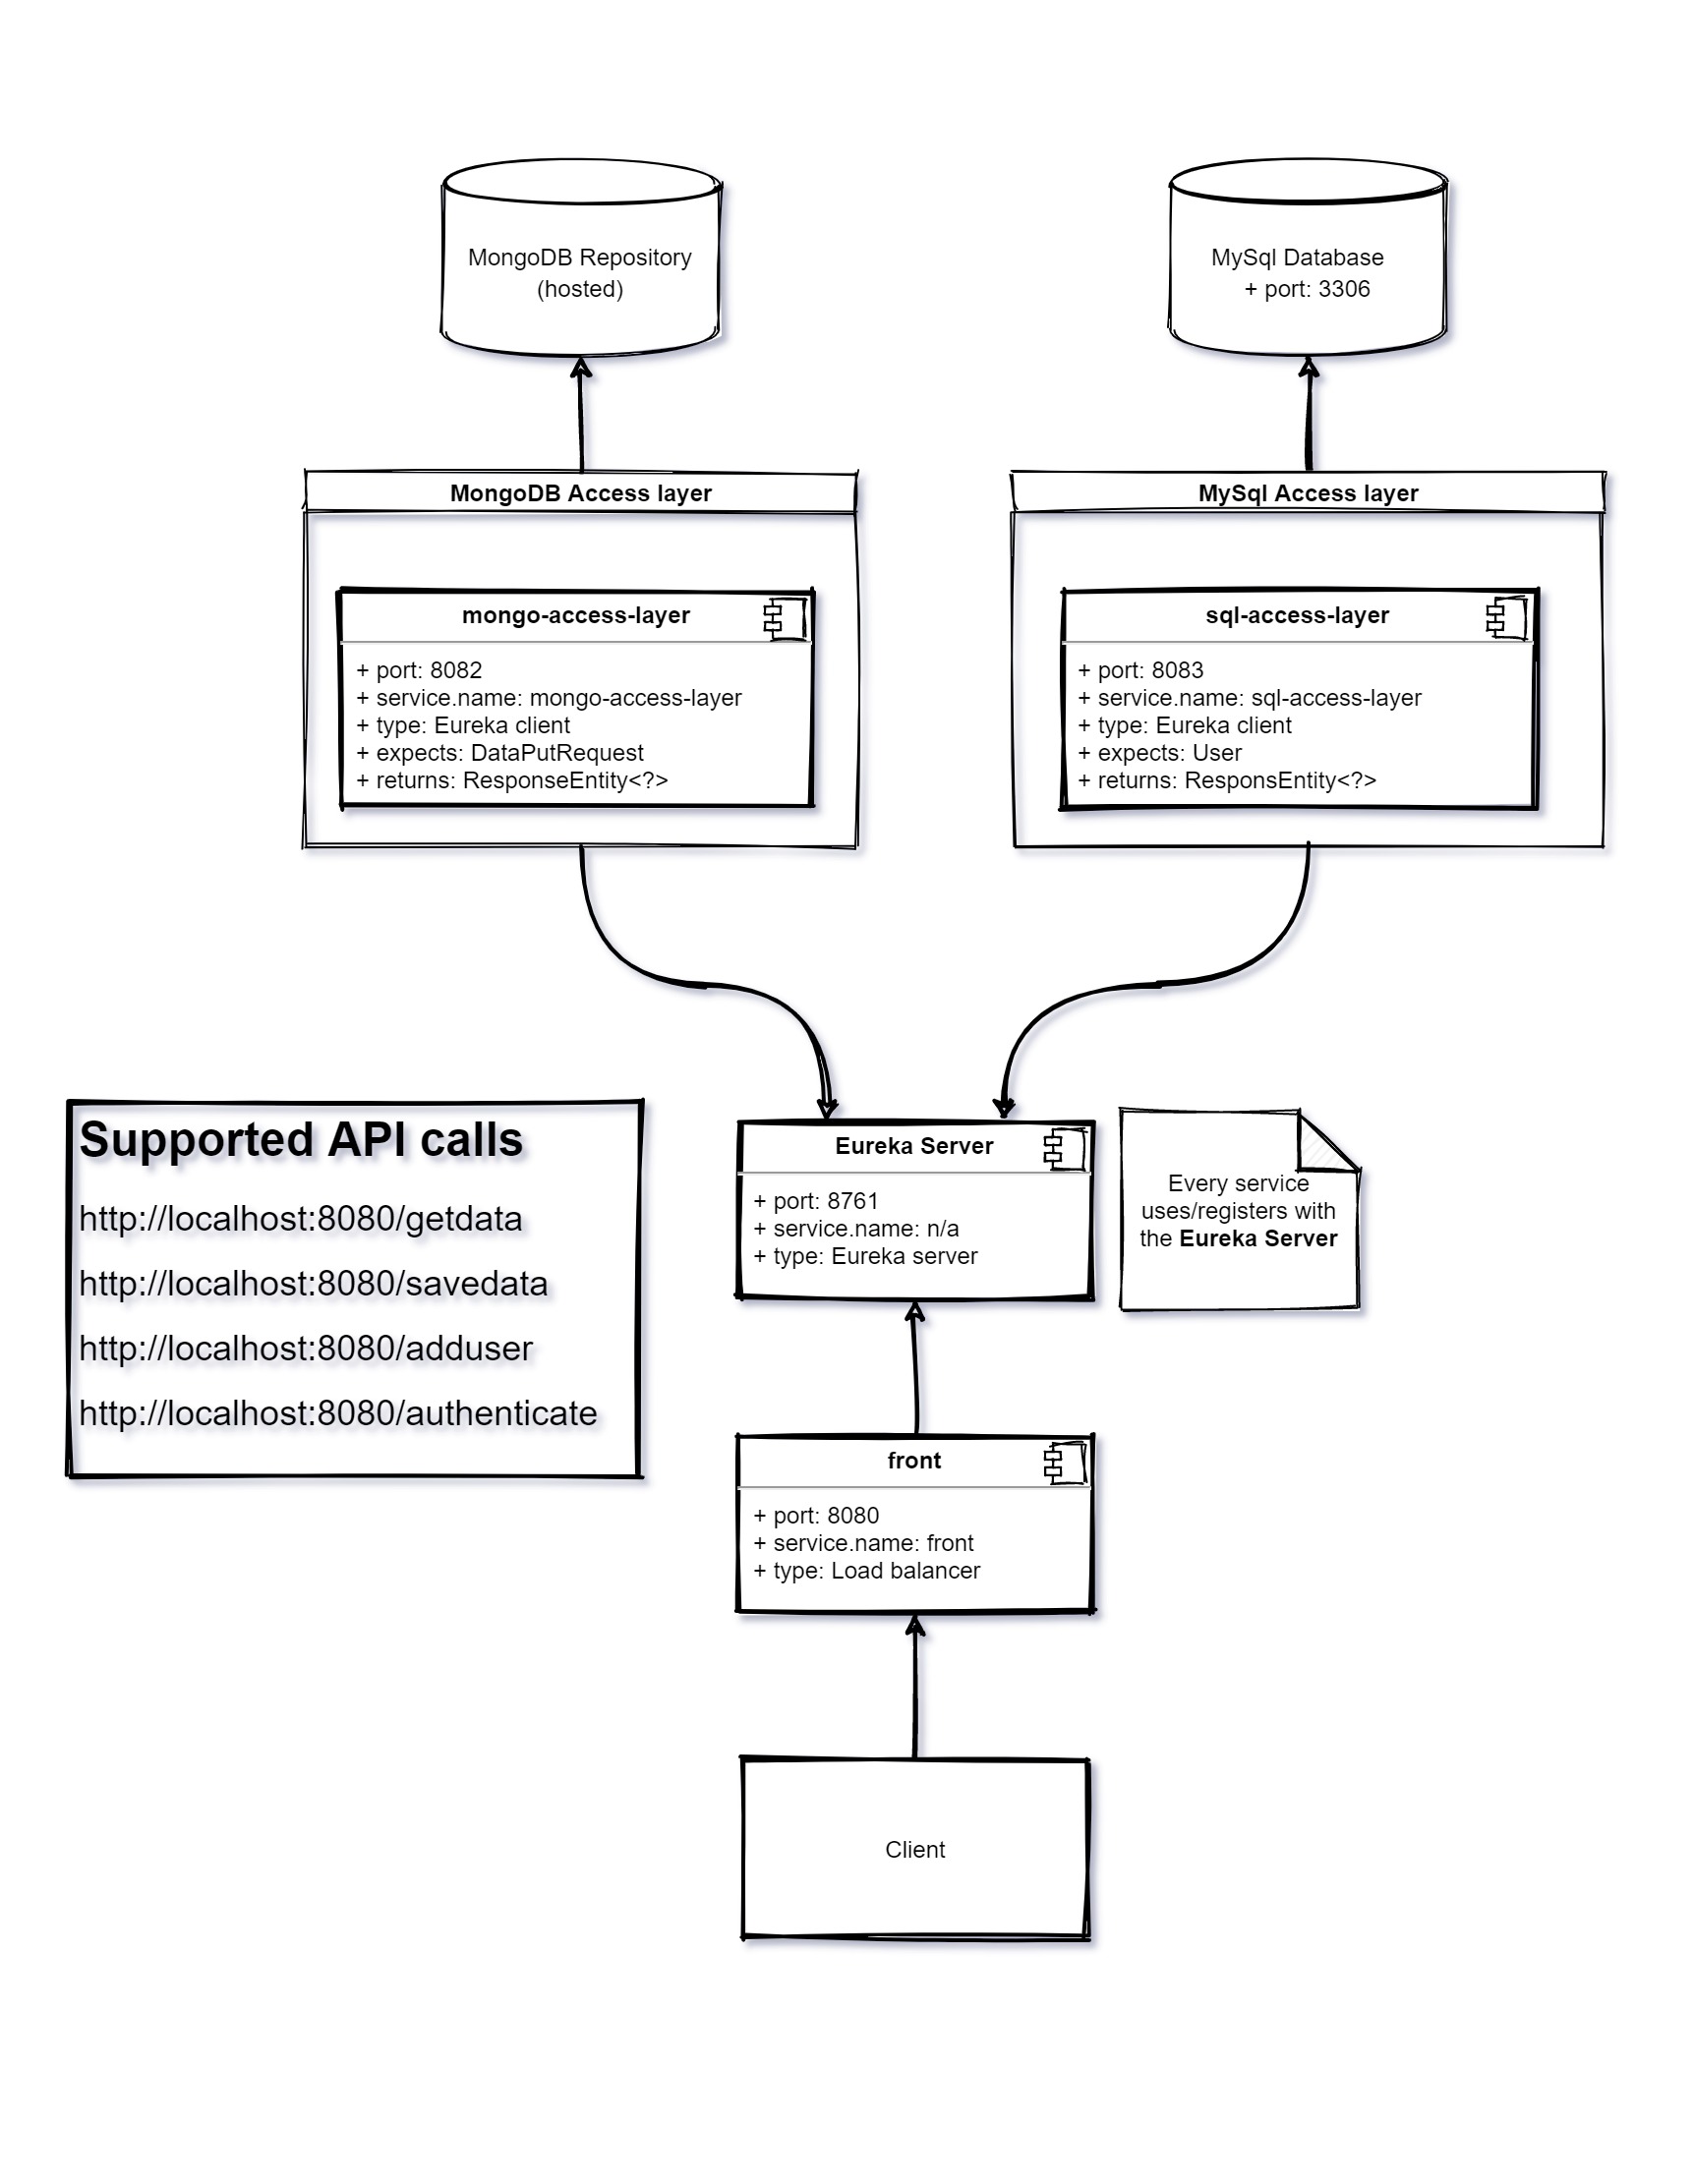 MongoDB Repository
(hosted)
MySql Database
+ port: 3306
MongoDB Access layer
mongo-access-layer
+ port: 8082
+ service.name: mongo-access-layer
+ type: Eureka client
+ expects: DataPutRequest
+ returns: ResponseEntity<?>
MySql Access layer
sql-access-layer
+ port: 8083
+ service.name: sql-access-layer
+ type: Eureka client
+ expects: User
+ returns: ResponsEntity<?>
Supported API calls
http://localhost:8080/getdata
http://localhost:8080/savedata
http://localhost:8080/adduser
http://localhost:8080/authenticate
Eureka Server
+ port: 8761
+ service.name: n/a
+ type: Eureka server
Every service
uses/registers with
the Eureka Server
front
+ port: 8080
+ service.name: front
+ type: Load balancer
Client